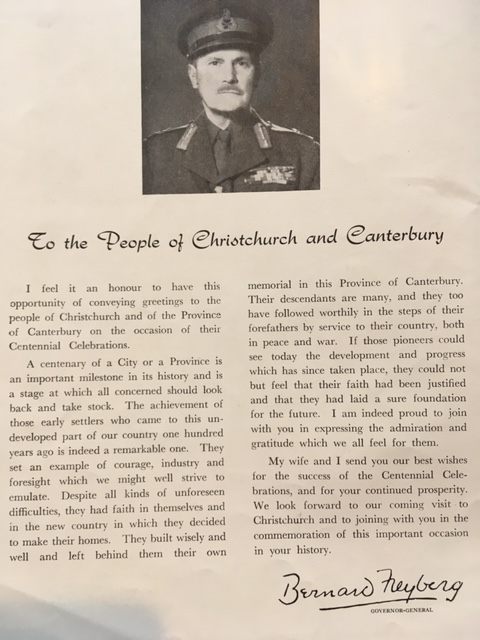 To the People of Christchurch and Canterbury
I feel it an honour to have this
opportunity of conveying greetings to the
people of Christchurch and of the Province
of Canterbury on the occasion of their
Centennial Celebrations.
A centenary of a City or a Province is
an important milestone in its history and is
a stage at which all concerned should look
back and take stock. The achievement of
those early settlers who came to this un-
developed part of our country one hundred
years ago is indeed a remarkable one. They
set an example of courage, industry and
foresight which we might well strive to
emulate. Despite all kinds of unforeseen
difficulties, they had faith in themselves and
in the new country in which they decided
to make their homes. They built wisely and
well and left behind them their own
memorial in this Province of Canterbury.
Their descendants are many, and they too
have followed worthily in the steps of their
forefathers by service to their country, both
in peace and war. If those pioneers could
see today the development and progress
which has since taken place, they could not
but feel that their faith had been justified
and that they had laid a sure foundation
for the future. I am indeed proud to join
with you in expressing the admiration and
gratitude which we all feel for them.
My wife and I send you our best wishes
for the success of the Centennial Cele-
brations, and for your continued prosperity.
We look forward to our coming visit to
Christchurch and to joining with you in the
commemoration of this important occasion
in your history.
Bernard Freyberg
GOVERNOR-GENERAL